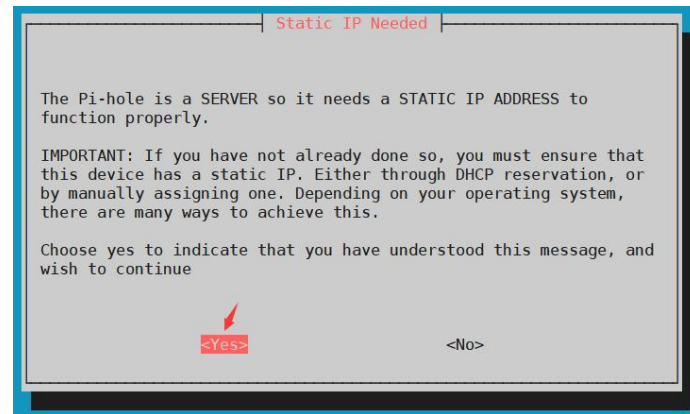 Static IP Needed
The Pi-hole is a SERVER so it needs a STATIC IP ADDRESS to
function properly.
IMPORTANT: If you have not already done so, you must ensure that
this device has a static IP. Either through DHCP reservation, or
by manually assigning one. Depending on your operating system,
there are many ways to achieve this.
Choose yes to indicate that you have understood this message, and
wish to continue
<Yes> <No>